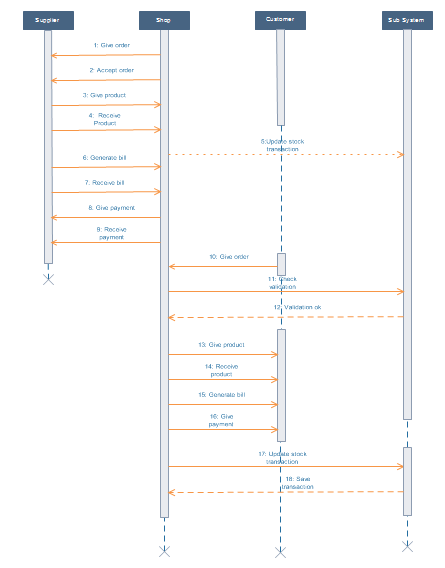 Supplier
Shop
Customer
Sub System
1: Give order
2: Accept order
3: Give product
4: Receive
Product
5:Update stock
transaction
6: Generate bill
7: Receive bill
8: Give payment
9: Receive
payment
10: Give order
11: Check
validation
12: Validation ok
13: Give product
14: Receive
product
15: Generate bill
16: Give
payment
17: Update stock
transaction
18: Save
transaction